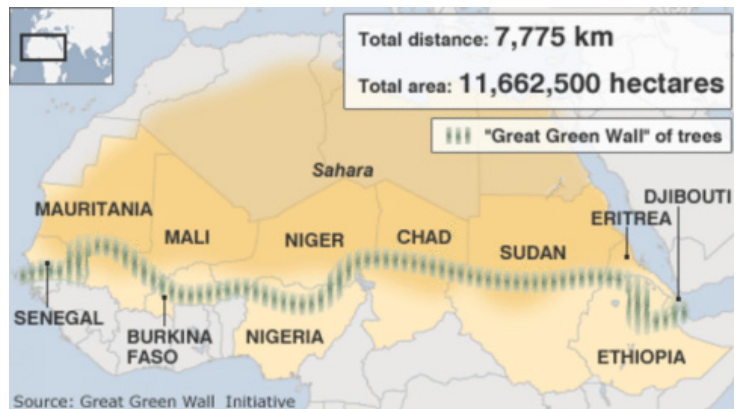 Total distance: 7,775 km
Total area: 11,662,500 hectares
"Great Green Wall" of trees
Sahara
DJIBOUTI
MAURITANIA
ERITREA
MALI
NIGER
CHAD
SUDAN
SENEGAL
BURKINA
FASO
NIGERIA
ETHIOPIA
Source: Great Green Wall Initiative